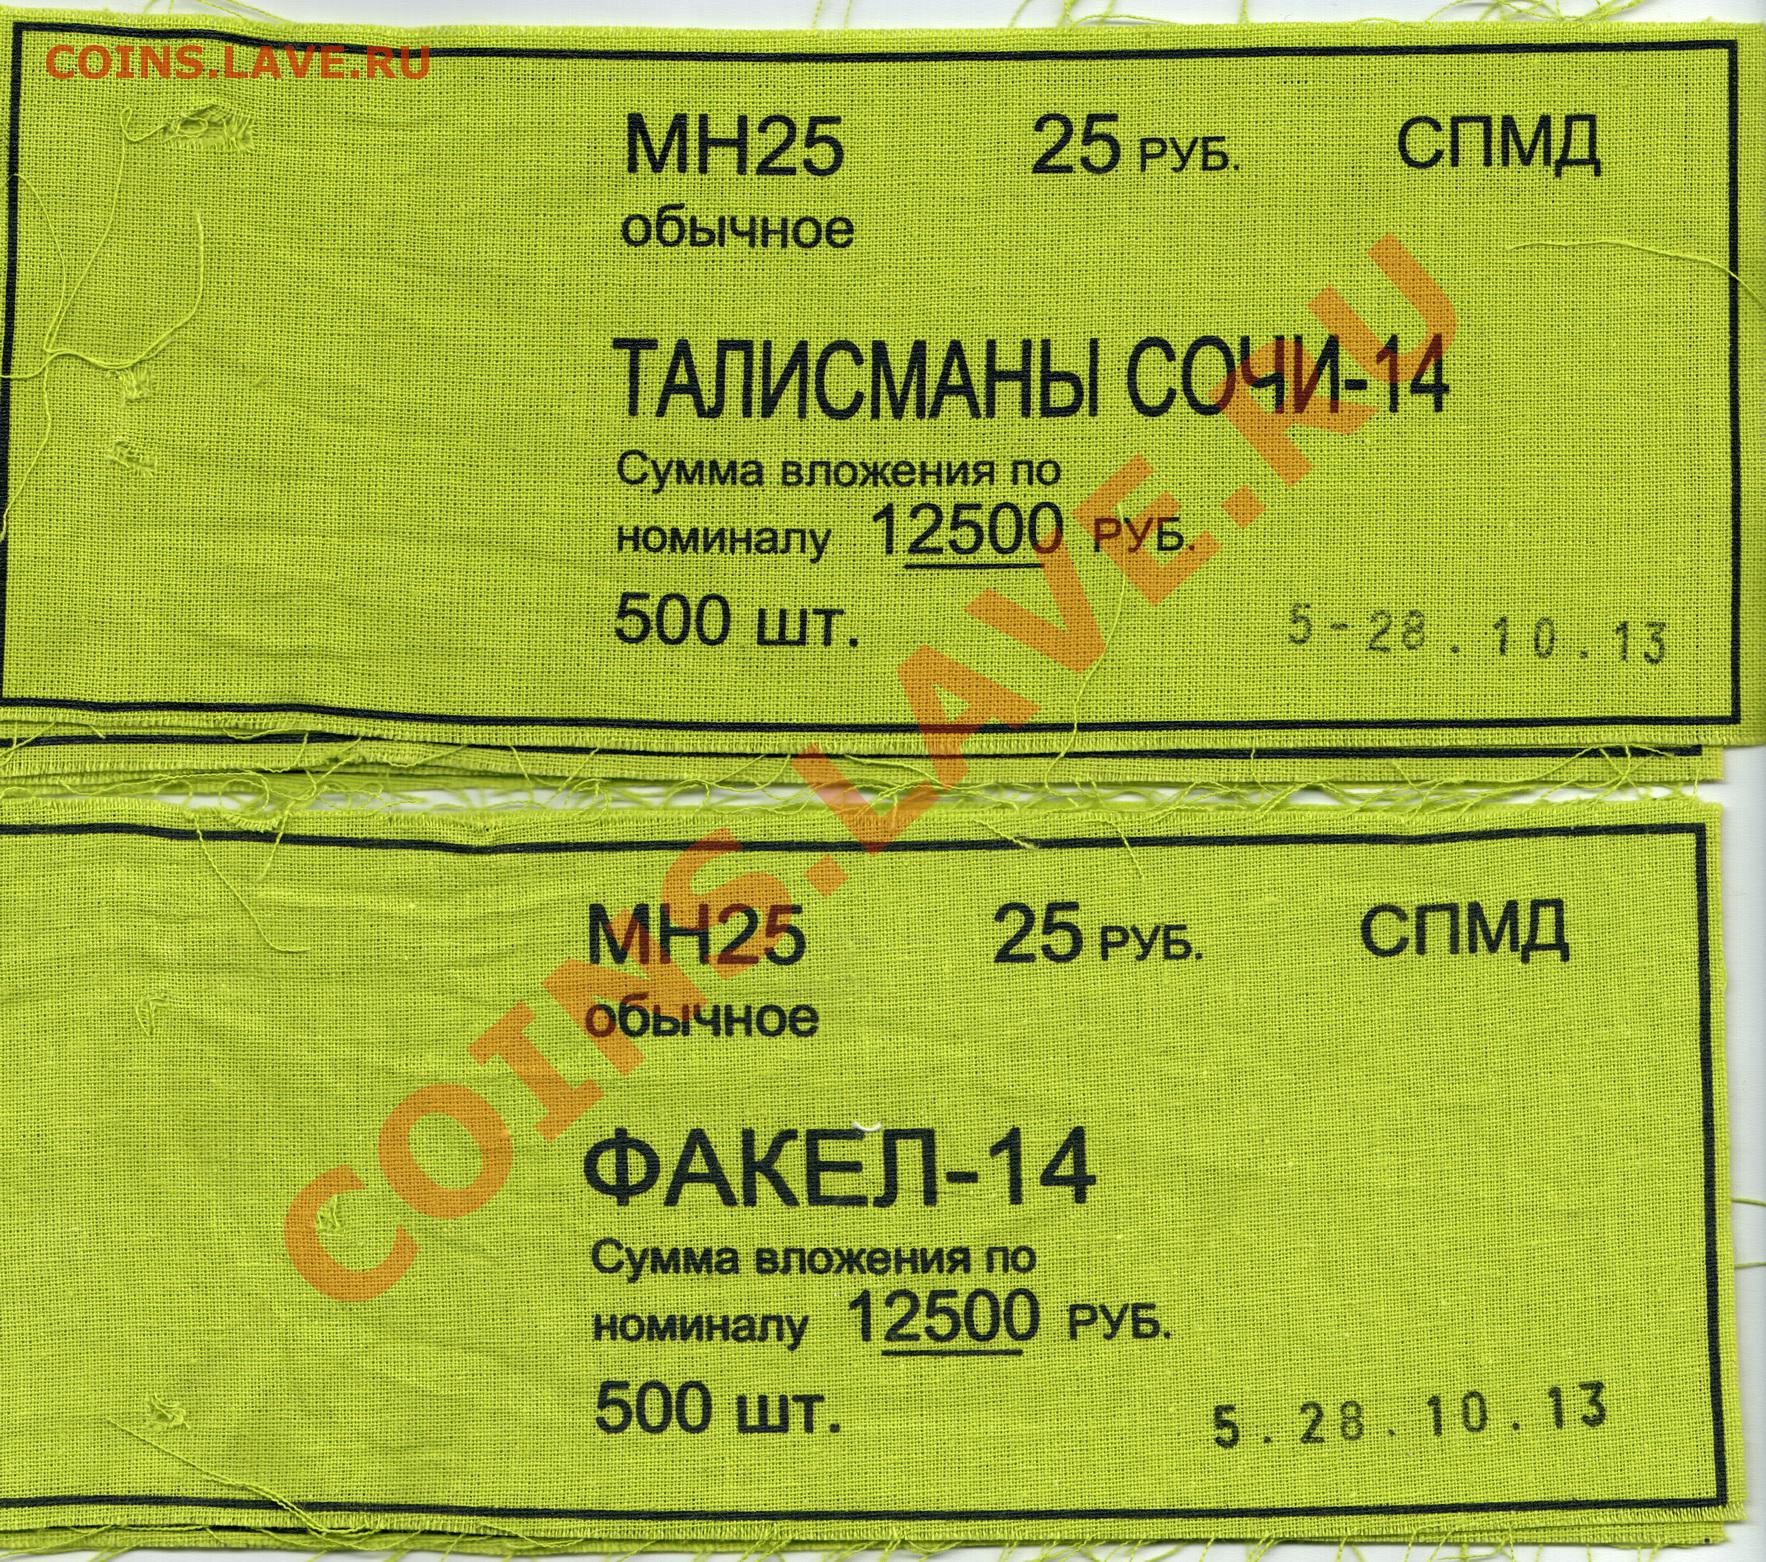 COINS.LAVE.RU
МН25 25 РУБ. СПМД
обычное
ТАЛИСМАНЫ СОЧИ-14
Сумма вложения по
номиналу 12500 РУБ.
500 шт.
5-28.10.13
МН25 25 РУБ. СПМД
обычное
ФАКЕЛ-14
Сумма вложения по
номиналу 12500 РУБ.
500 шт.
5.28.10.13
COINS.LAVE.RU